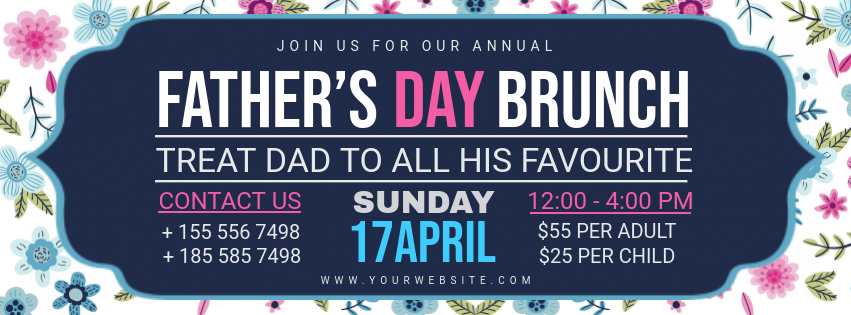 JOIN US FOR OUR ANNUAL
FATHER'S DAY BRUNCH
TREAT DAD TO ALL HIS FAVOURITE
CONTACT US
+ 155 556 7498
+ 185 585 7498
SUNDAY
17APRIL
12:00 - 4:00 PM
$55 PER ADULT
$25 PER CHILD
WWW.YOURWEBSITE.COM